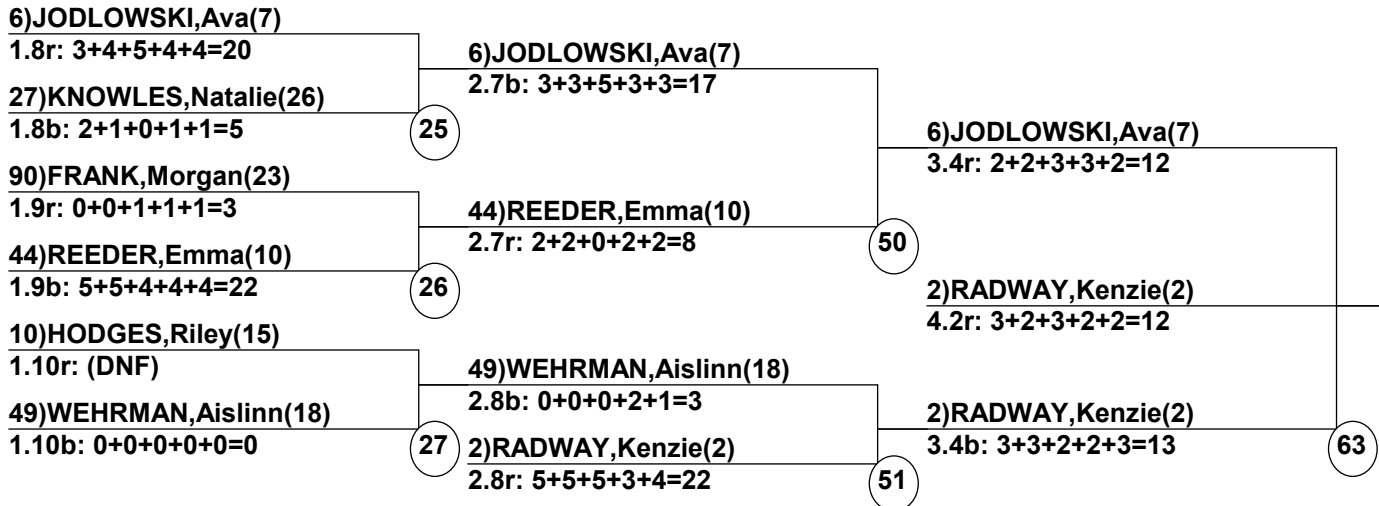 6)JODLOWSKI,Ava(7)
1.8r: 3+4+5+4+4=20
27)KNOWLES,Natalie(26)
1.8b: 2+1+0+1+1=5
25
90)FRANK,Morgan(23)
1.9r: 0+0+1+1+1=3
44)REEDER,Emma(10)
1.9b: 5+5+4+4+4=22
26
10)HODGES,Riley(15)
1.10r: (DNF)
49)WEHRMAN,Aislinn(18)
1.10b: 0+0+0+0+0=0
27
6)JODLOWSKI,Ava(7)
2.7b: 3+3+5+3+3=17
44)REEDER,Emma(10)
2.7r: 2+2+0+2+2=8
50
49)WEHRMAN,Aislinn(18)
2.8b: 0+0+0+2+1=3
2)RADWAY,Kenzie(2)
2.8r: 5+5+5+3+4=22
51
6)JODLOWSKI,Ava(7)
3.4r: 2+2+3+3+2=12
2)RADWAY,Kenzie(2)
4.2r: 3+2+3+2+2=12
2)RADWAY,Kenzie(2)
3.4b: 3+3+2+2+3=13
63